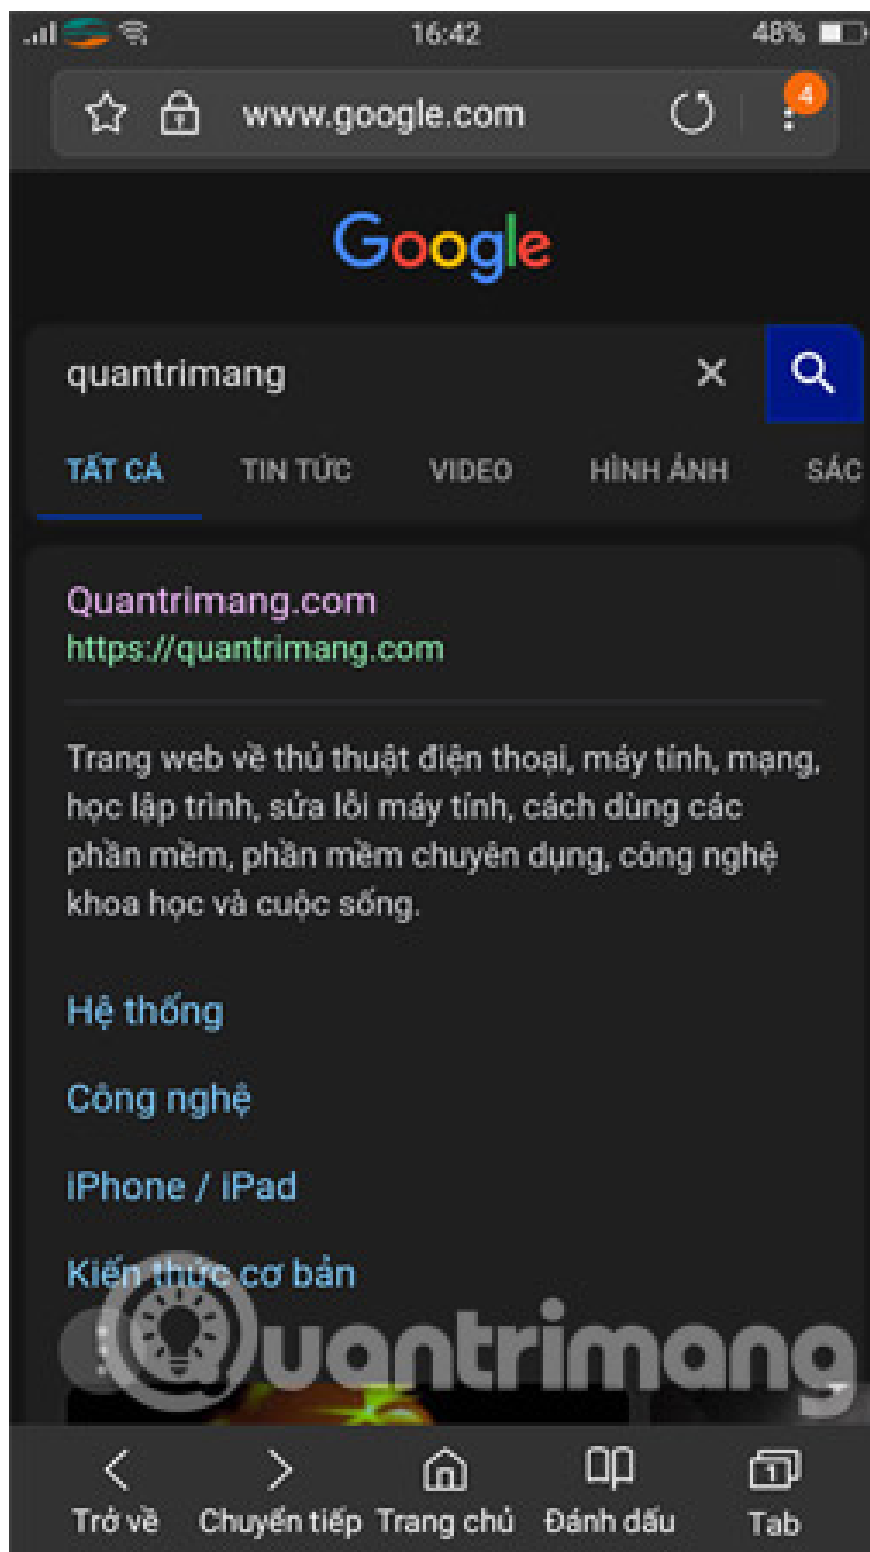 16:42
48%
www.google.com
4
Google
quantrimang
TẤT CẢ TIN TỨC VIDEO HÌNH ẢNH SÁC
Quantrimang.com
https://quantrimang.com
Trang web về thủ thuật điện thoại, máy tính, mạng,
học lập trình, sửa lỗi máy tính, cách dùng các
phần mềm, phần mềm chuyên dụng, công nghệ
khoa học và cuộc sống.
Hệ thống
Công nghệ
iPhone / iPad
Kiến thức cơ bản
Quantrimang
Trở về Chuyển tiếp Trang chủ Đánh dấu 1 Tab